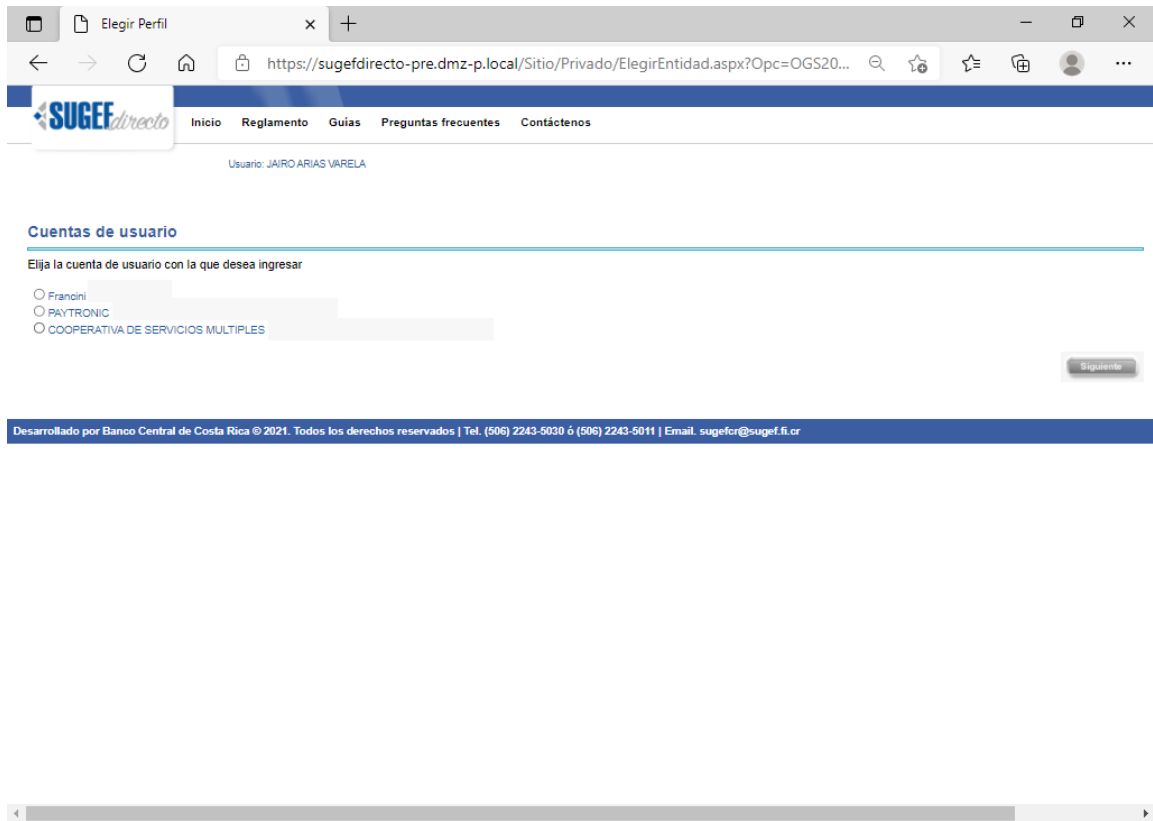 Elegir Perfil
https://sugefdirecto-pre.dmz-p.local/Sitio/Privado/ElegirEntidad.aspx?Opc=OGS20...
SUGEFdirecto
Inicio Reglamento Guías Preguntas frecuentes Contáctenos
Usuario: JAIRO ARIAS VARELA
Cuentas de usuario
Elija la cuenta de usuario con la que desea ingresar
Francini
PAYTRONIC
COOPERATIVA DE SERVICIOS MULTIPLES
Siguiente
Desarrollado por Banco Central de Costa Rica © 2021. Todos los derechos reservados | Tel. (506) 2243-5030 ó (506) 2243-5011 | Email. sugefcr@sugef.fi.cr